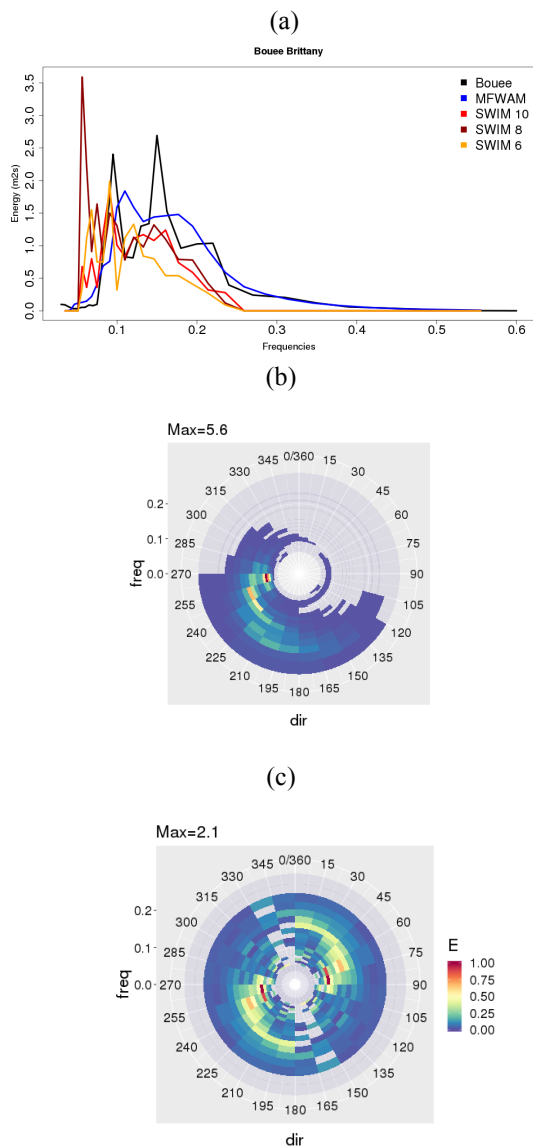 (a)
Bouee Brittany
Energy (m2s)
0.0 0.5 1.0 1.5 2.0 2.5 3.0 3.5
Bouee
MFWAM
SWIM 10
SWIM 8
SWIM 6
0.1 0.2 0.3 0.4 0.5 0.6
Frequencies
(b)
Max=5.6
freq
0.2
0.1
0.0
0/360
15
30
45
60
75
90
105
120
135
150
165
180
195
210
225
240
255
270
285
300
315
330
345
dir
(c)
Max=2.1
freq
0.2
0.1
0.0
0/360
15
30
45
60
75
90
105
120
135
150
165
180
195
210
225
240
255
270
285
300
315
330
345
dir
E
1.00
0.75
0.50
0.25
0.00